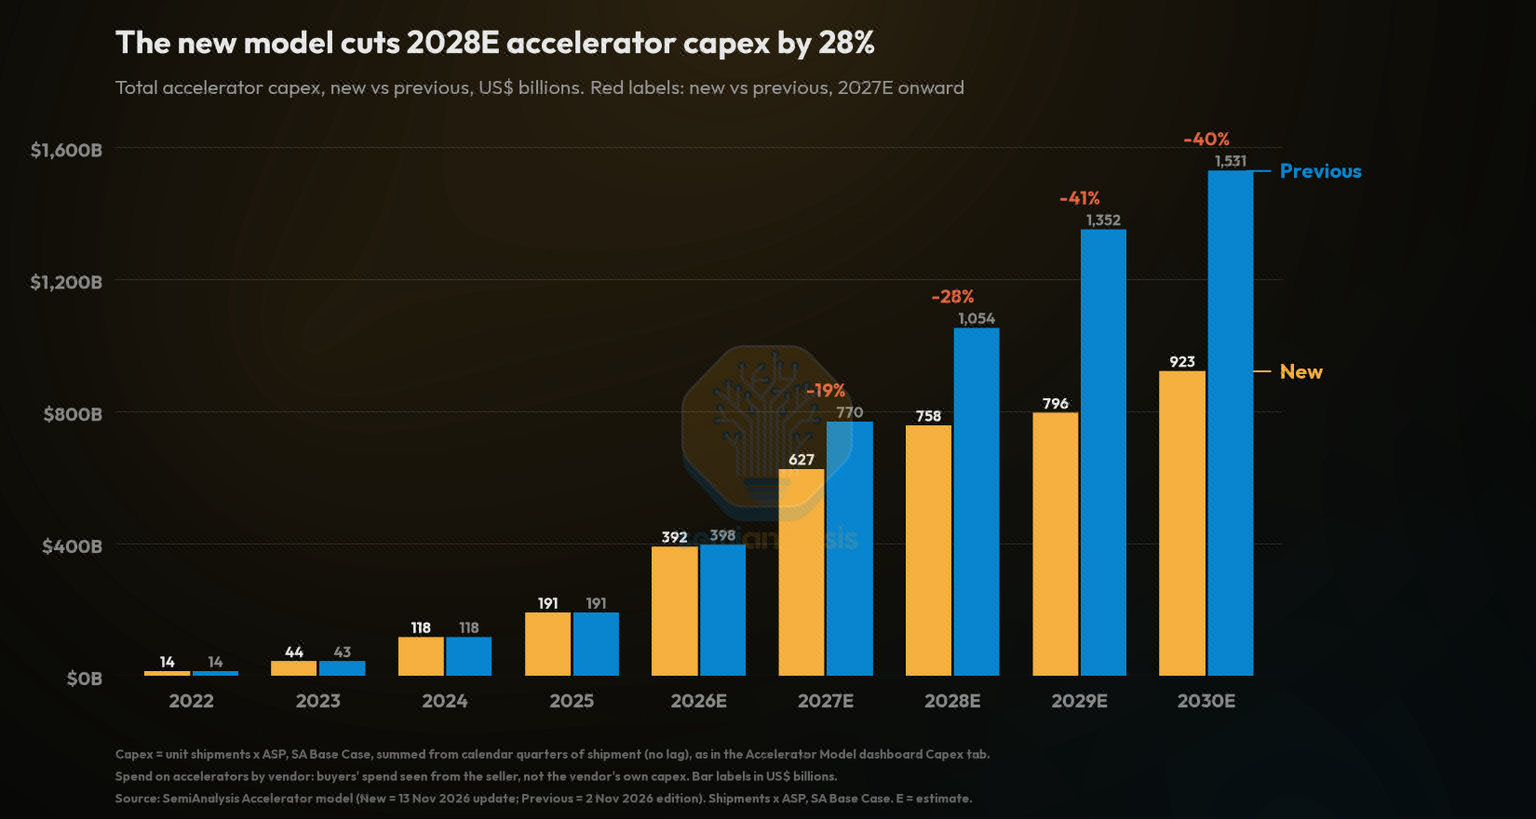 The new model cuts 2028E accelerator capex by 28%
Total accelerator capex, new vs previous, US$ billions. Red labels: new vs previous, 2027E onward
$1,600B
$1,200B
$800B
$400B
$0B
14 14
44 43
118 118
191 191
392 398
-19%
627 770
-28%
758 1,054
-41%
796 1,352
-40%
923 1,531
Previous
New
2022 2023 2024 2025 2026E 2027E 2028E 2029E 2030E
Capex = unit shipments x ASP, SA Base Case, summed from calendar quarters of shipment (no lag), as in the Accelerator Model dashboard Capex tab.
Spend on accelerators by vendor: buyers' spend seen from the seller, not the vendor's own capex. Bar labels in US$ billions.
Source: SemiAnalysis Accelerator model (New = 13 Nov 2026 update; Previous = 2 Nov 2026 edition). Shipments x ASP, SA Base Case. E = estimate.